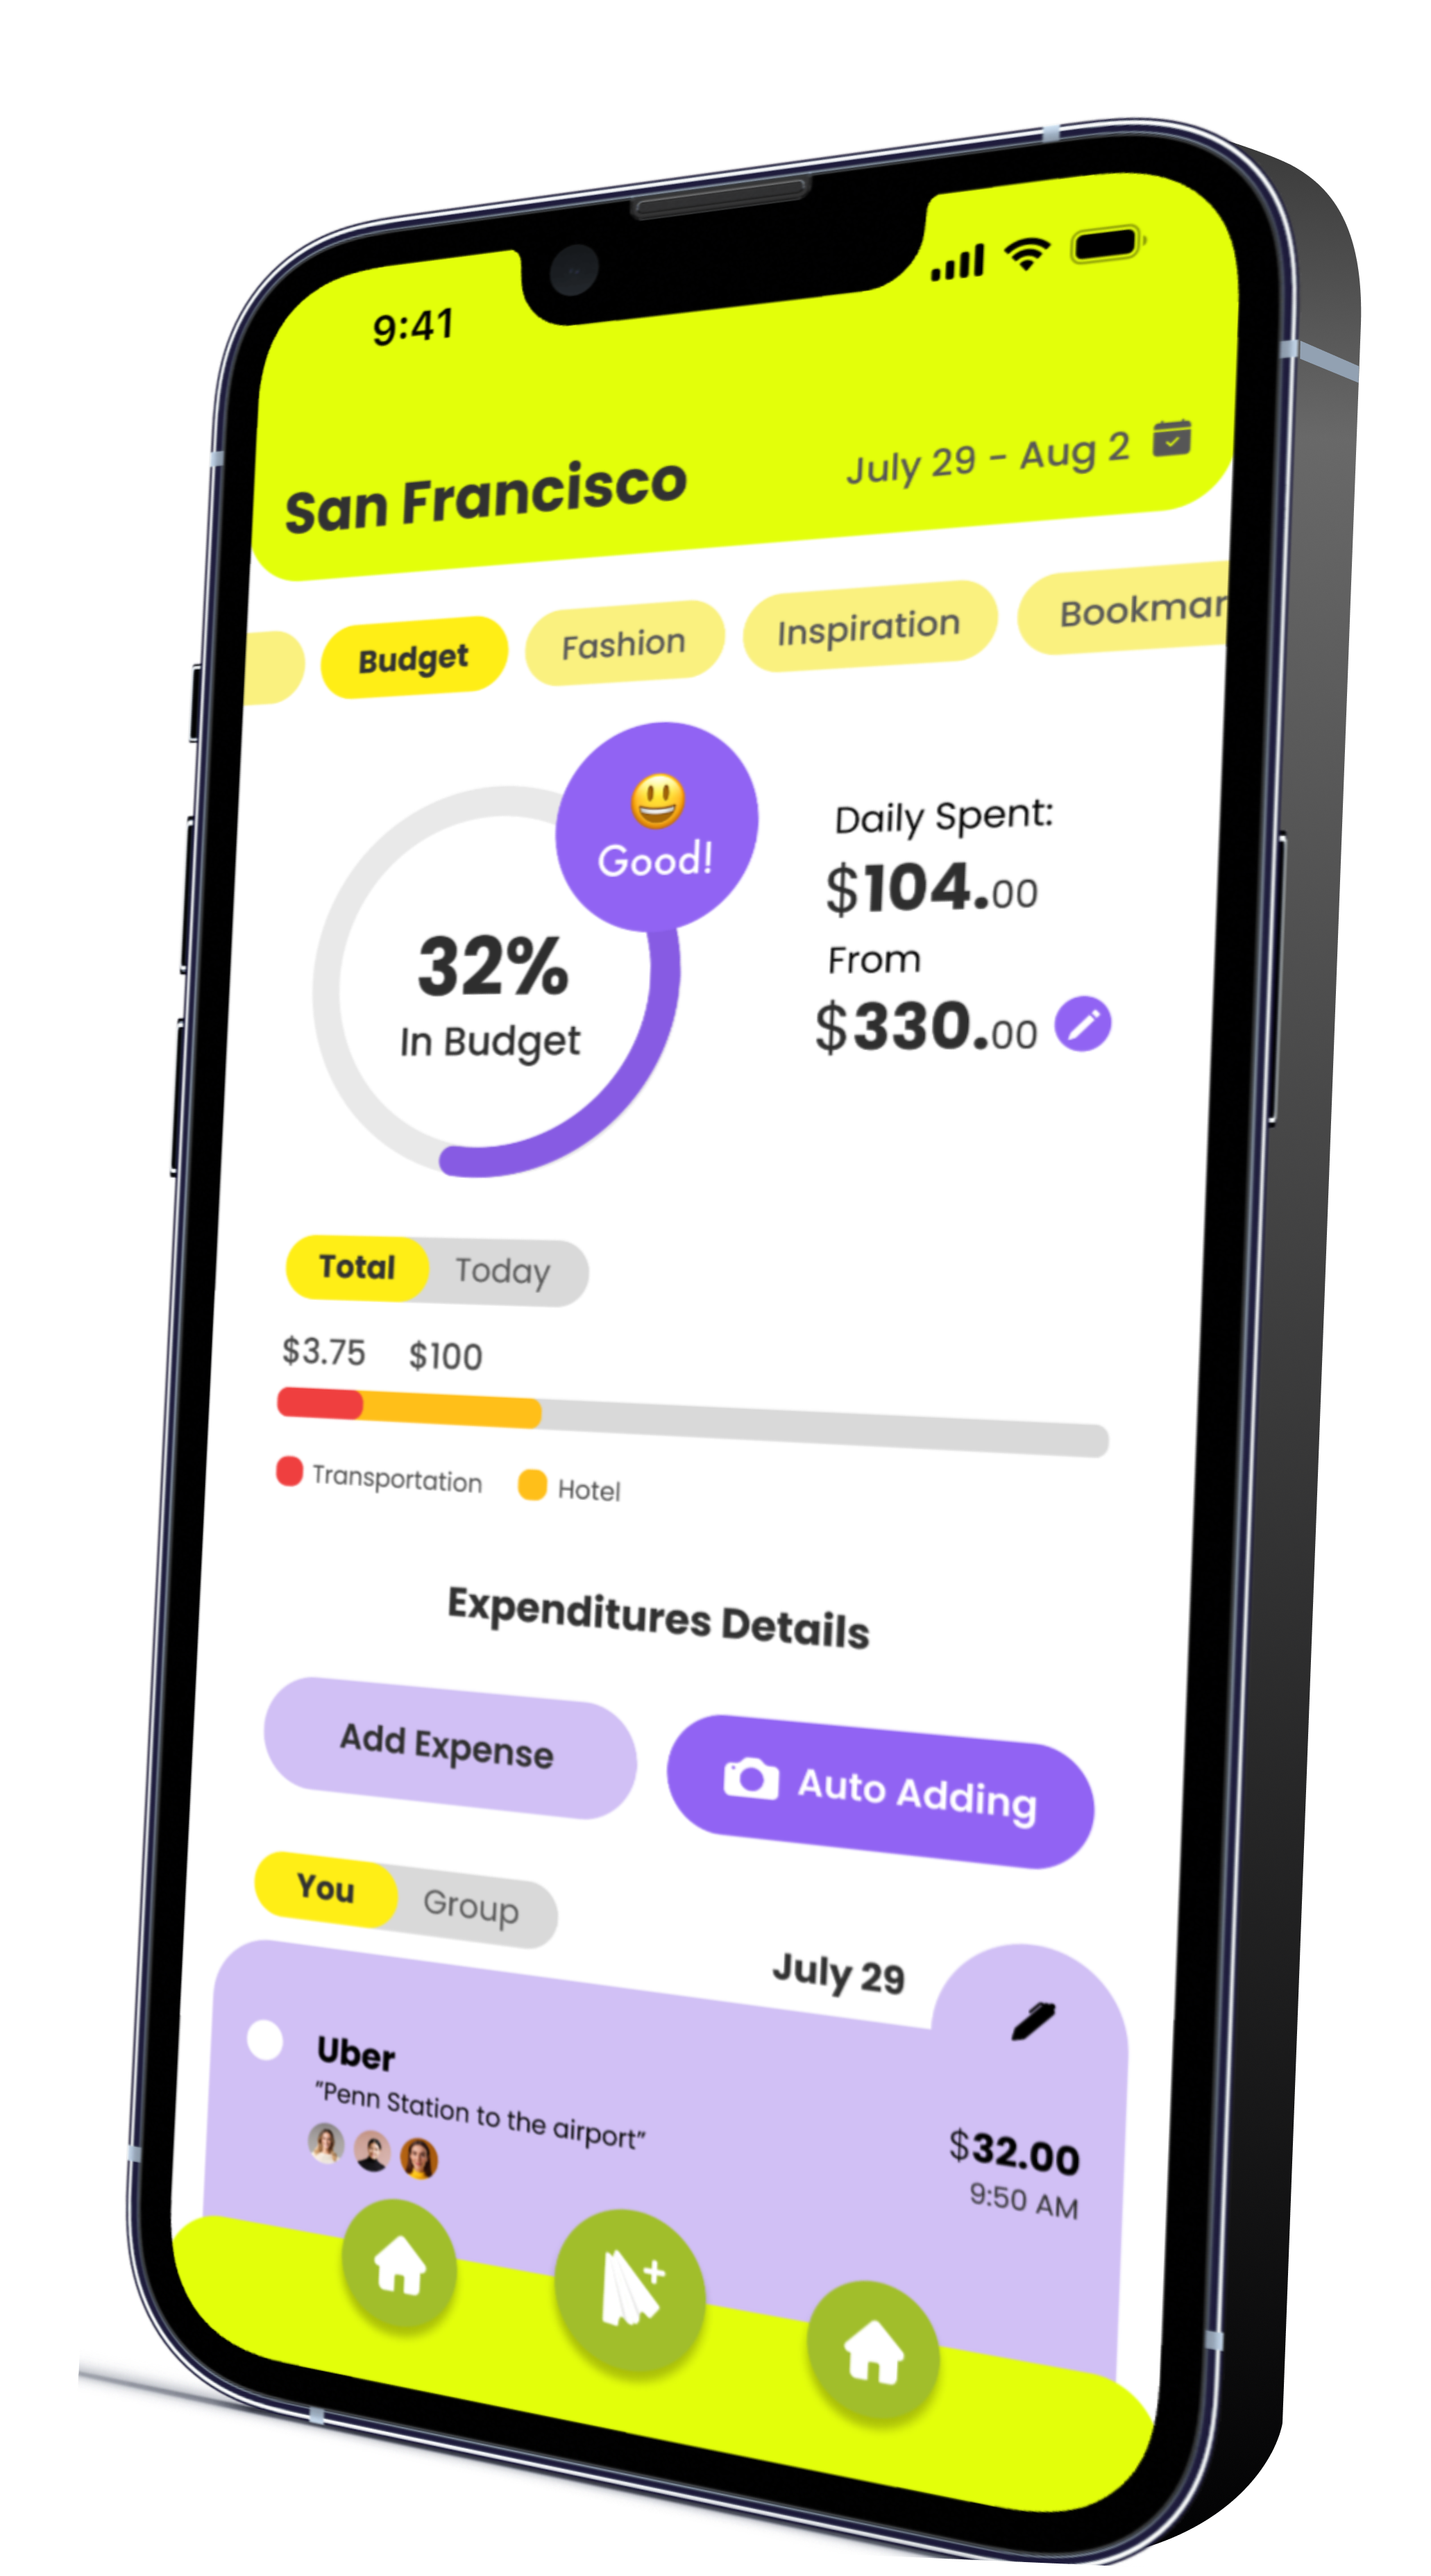 9:41
San Francisco
July 29 - Aug 2
Budget
Fashion
Inspiration
Bookmar
😃
Good!
32%
In Budget
Daily Spent:
$104.00
From
$330.00
Total
Today
$3.75
$100
Transportation
Hotel
Expenditures Details
Add Expense
Auto Adding
You
Group
July 29
Uber
"Penn Station to the airport"
$32.00
9:50 AM